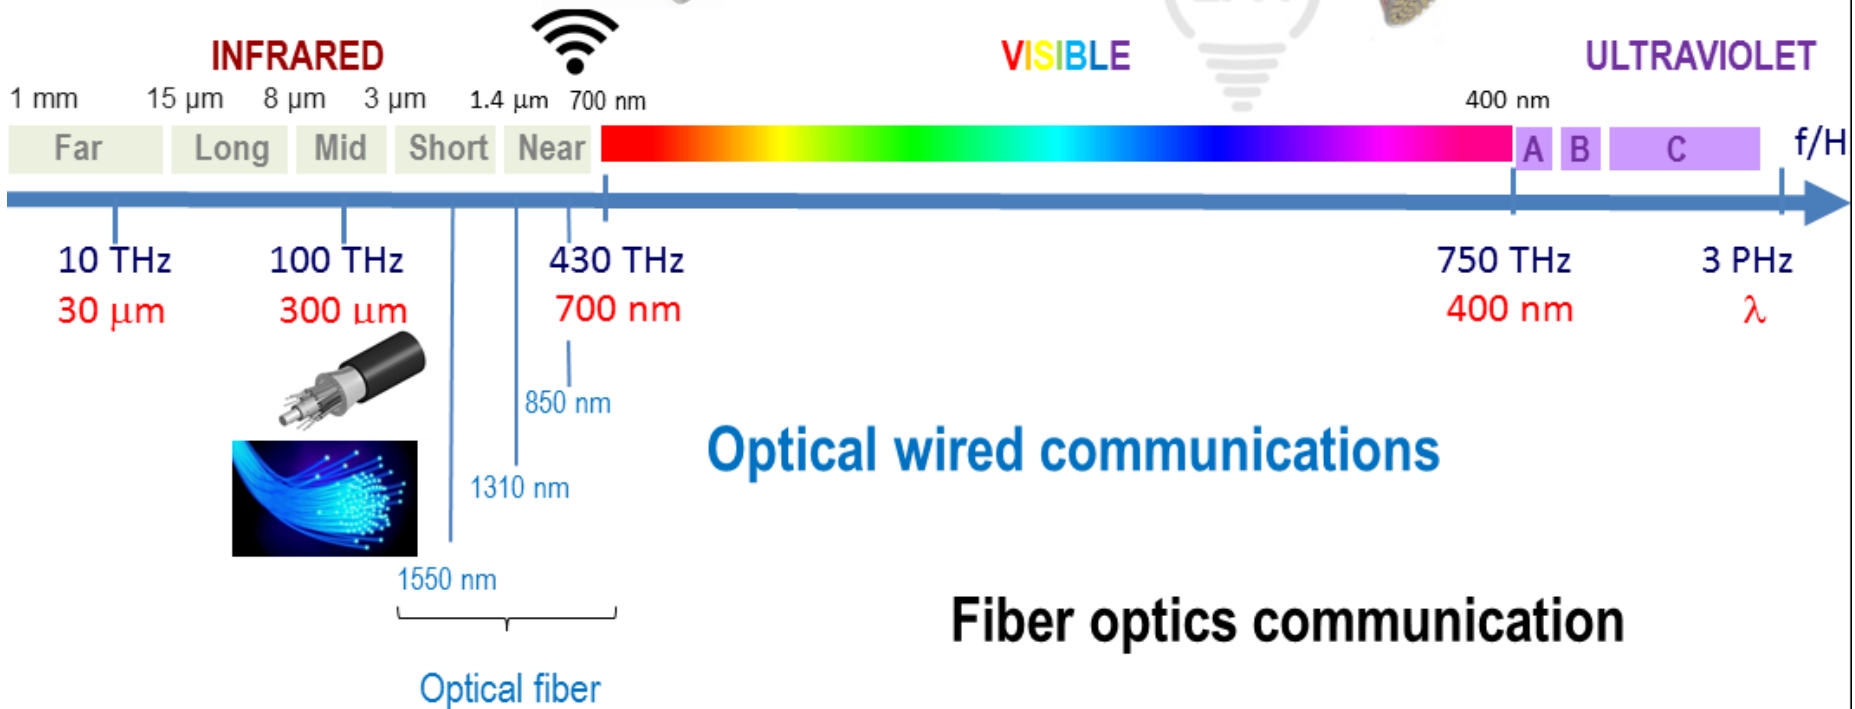 INFRARED
VISIBLE
ULTRAVIOLET
1 mm 15 µm 8 µm 3 µm 1.4 µm 700 nm 400 nm
Far Long Mid Short Near A B C f/H
10 THz 100 THz 430 THz 750 THz 3 PHz
30 µm 300 µm 700 nm 400 nm λ
850 nm
Optical wired communications
1310 nm
1550 nm
Fiber optics communication
Optical fiber